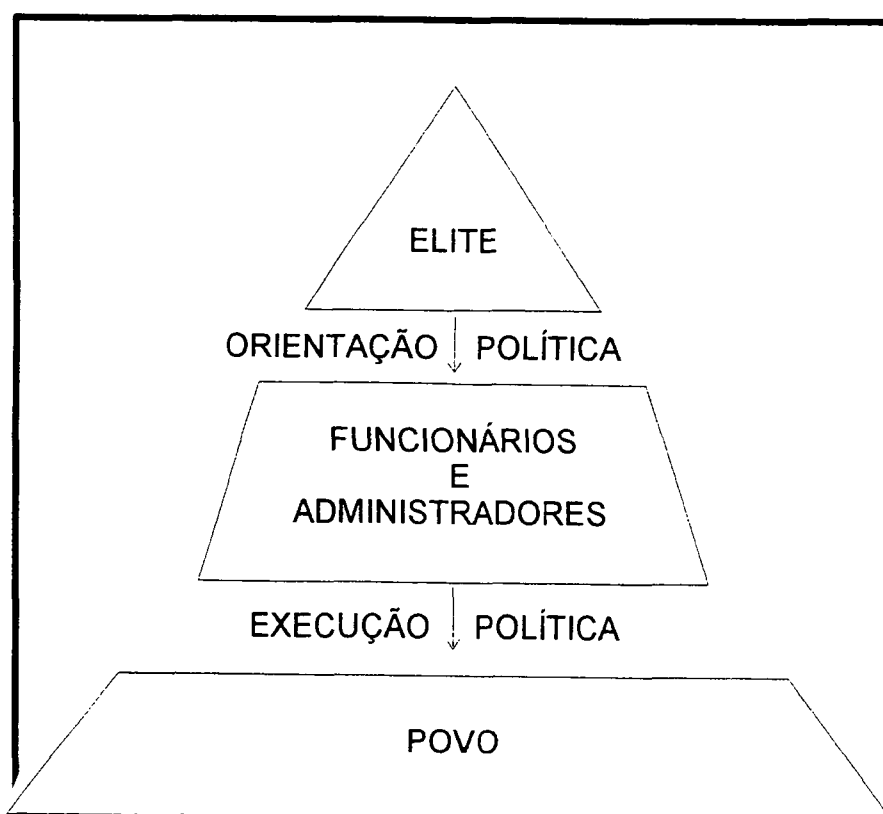 ELITE
ORIENTAÇÃO POLÍTICA
FUNCIONÁRIOS
E
ADMINISTRADORES
EXECUÇÃO POLÍTICA
POVO